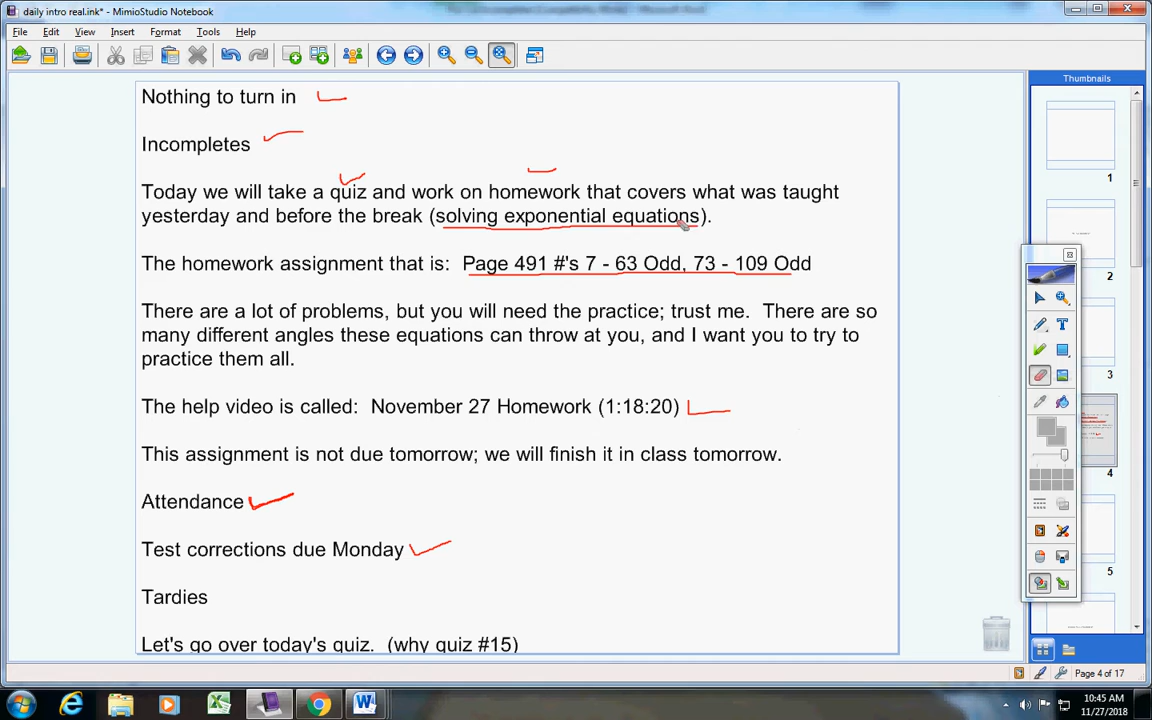 daily intro real.ink* - MimioStudio Notebook
File Edit View Insert Format Tools Help
Nothing to turn in
Incompletes
Today we will take a quiz and work on homework that covers what was taught
yesterday and before the break (solving exponential equations).
The homework assignment that is: Page 491 #'s 7 - 63 Odd, 73 - 109 Odd
There are a lot of problems, but you will need the practice; trust me. There are so
many different angles these equations can throw at you, and I want you to try to
practice them all.
The help video is called: November 27 Homework (1:18:20)
This assignment is not due tomorrow; we will finish it in class tomorrow.
Attendance
Test corrections due Monday
Tardies
Let's go over today's quiz. (why quiz #15)
Thumbnails
1
2
3
4
5
Page 4 of 17
10:45 AM
11/27/2018